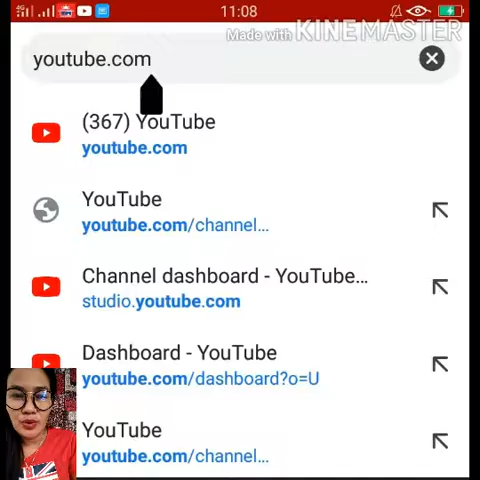 11:08
Made with KINEMASTER
youtube.com
(367) YouTube
youtube.com
YouTube
youtube.com/channel...
Channel dashboard - YouTube...
studio.youtube.com
Dashboard - YouTube
youtube.com/dashboard?o=U
YouTube
youtube.com/channel...